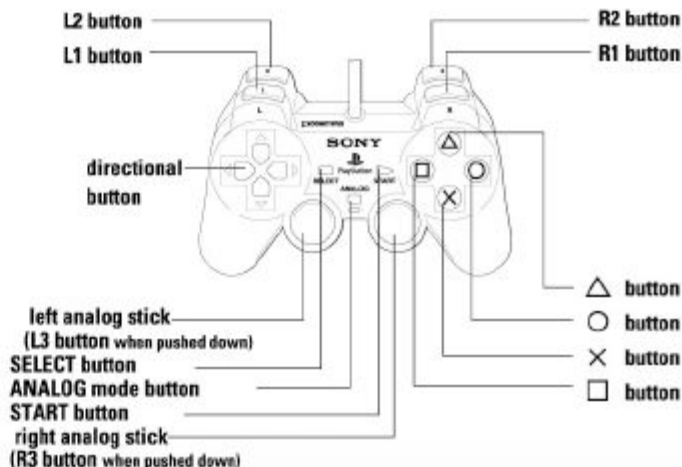 L2 button
R2 button
L1 button
R1 button
L
R
SONY
PlayStation
SELECT
START
ANALOG
directional
button
△ button
○ button
✕ button
□ button
left analog stick
(L3 button when pushed down)
SELECT button
ANALOG mode button
START button
right analog stick
(R3 button when pushed down)